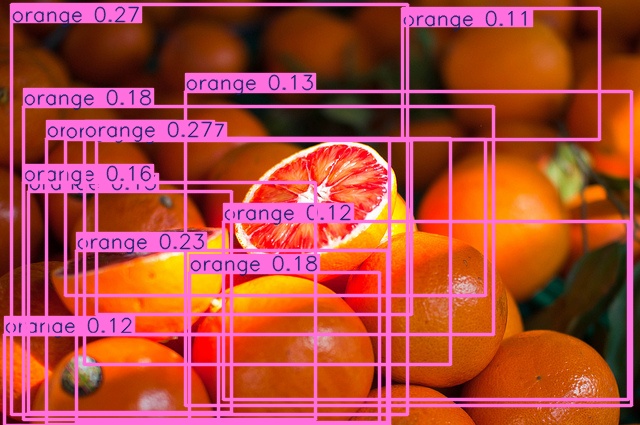 orange 0.27
orange 0.11
orange 0.13
orange 0.18
orange 0.277
orange 0.16
orange 0.12
orange 0.23
orange 0.18
orange 0.12